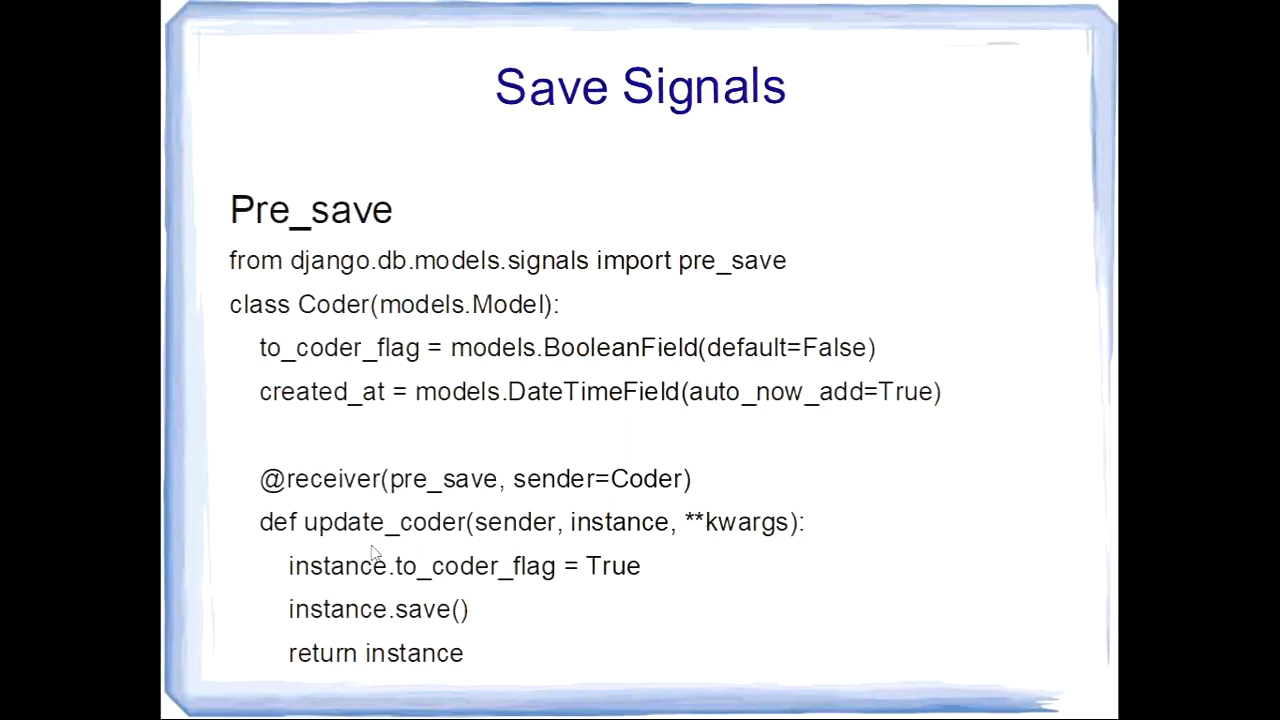 Save Signals
Pre_save
from django.db.models.signals import pre_save
class Coder(models.Model):
to_coder_flag = models.BooleanField(default=False)
created_at = models.DateTimeField(auto_now_add=True)
@receiver(pre_save, sender=Coder)
def update_coder(sender, instance, **kwargs):
instance.to_coder_flag = True
instance.save()
return instance